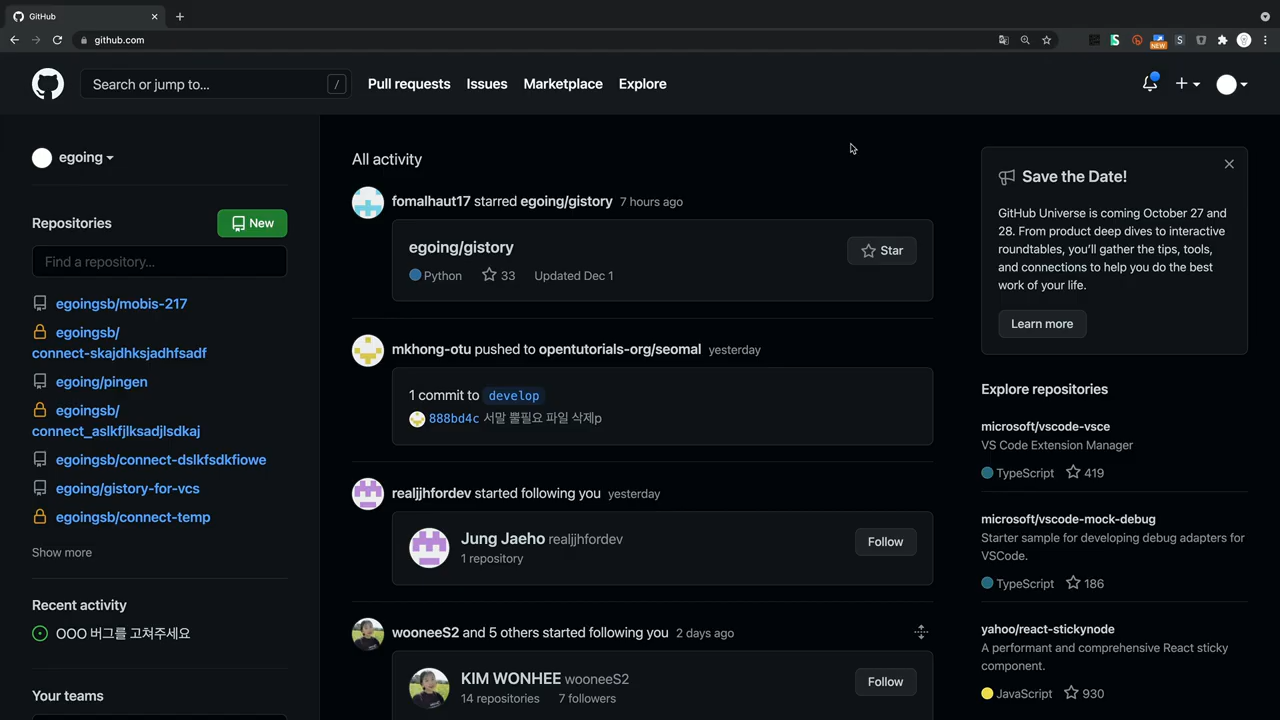 GitHub
github.com
NEW
S
S
Search or jump to...
/
Pull requests
Issues
Marketplace
Explore
egoing
Repositories
New
Find a repository...
egoingsb/mobis-217
egoingsb/
connect-skajdhksjadhfsadf
egoing/pingen
egoingsb/
connect_aslkfjlksadjlsdkaj
egoingsb/connect-dslkfsdkfiowe
egoing/gistory-for-vcs
egoingsb/connect-temp
Show more
Recent activity
OOO 버그를 고쳐주세요
Your teams
All activity
fomalhaut17 starred egoing/gistory 7 hours ago
egoing/gistory
Star
Python 33 Updated Dec 1
mkhong-otu pushed to opentutorials-org/seomal yesterday
1 commit to develop
888bd4c 서말 뿔필요 파일 삭제p
realjjhfordev started following you yesterday
Jung Jaeho realjjhfordev
1 repository
Follow
wooneeS2 and 5 others started following you 2 days ago
KIM WONHEE wooneeS2
14 repositories 7 followers
Follow
Save the Date!
GitHub Universe is coming October 27 and
28. From product deep dives to interactive
roundtables, you'll gather the tips, tools,
and connections to help you do the best
work of your life.
Learn more
Explore repositories
microsoft/vscode-vsce
VS Code Extension Manager
TypeScript 419
microsoft/vscode-mock-debug
Starter sample for developing debug adapters for
VSCode.
TypeScript 186
yahoo/react-stickynode
A performant and comprehensive React sticky
component.
JavaScript 930